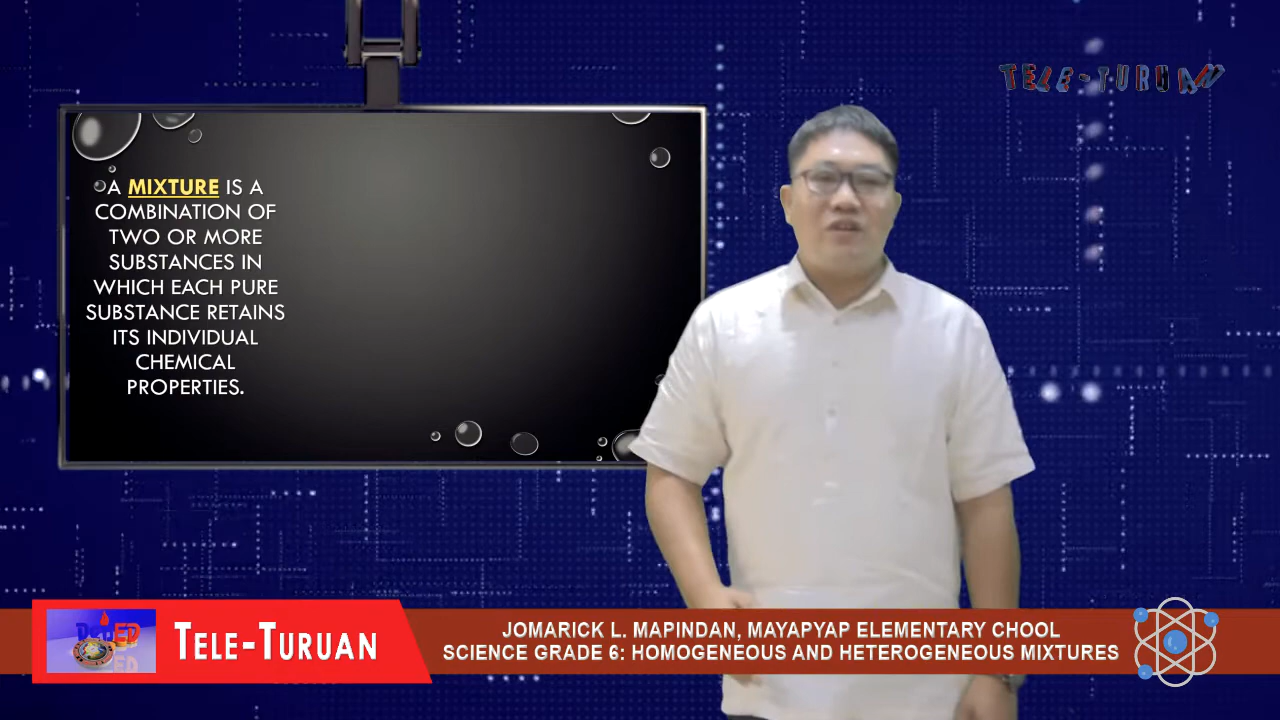 TELE-TURUAN
A MIXTURE IS A
COMBINATION OF
TWO OR MORE
SUBSTANCES IN
WHICH EACH PURE
SUBSTANCE RETAINS
ITS INDIVIDUAL
CHEMICAL
PROPERTIES.
DepED
TELE-TURUAN
JOMARICK L. MAPINDAN, MAYAPYAP ELEMENTARY CHOOL
SCIENCE GRADE 6: HOMOGENEOUS AND HETEROGENEOUS MIXTURES